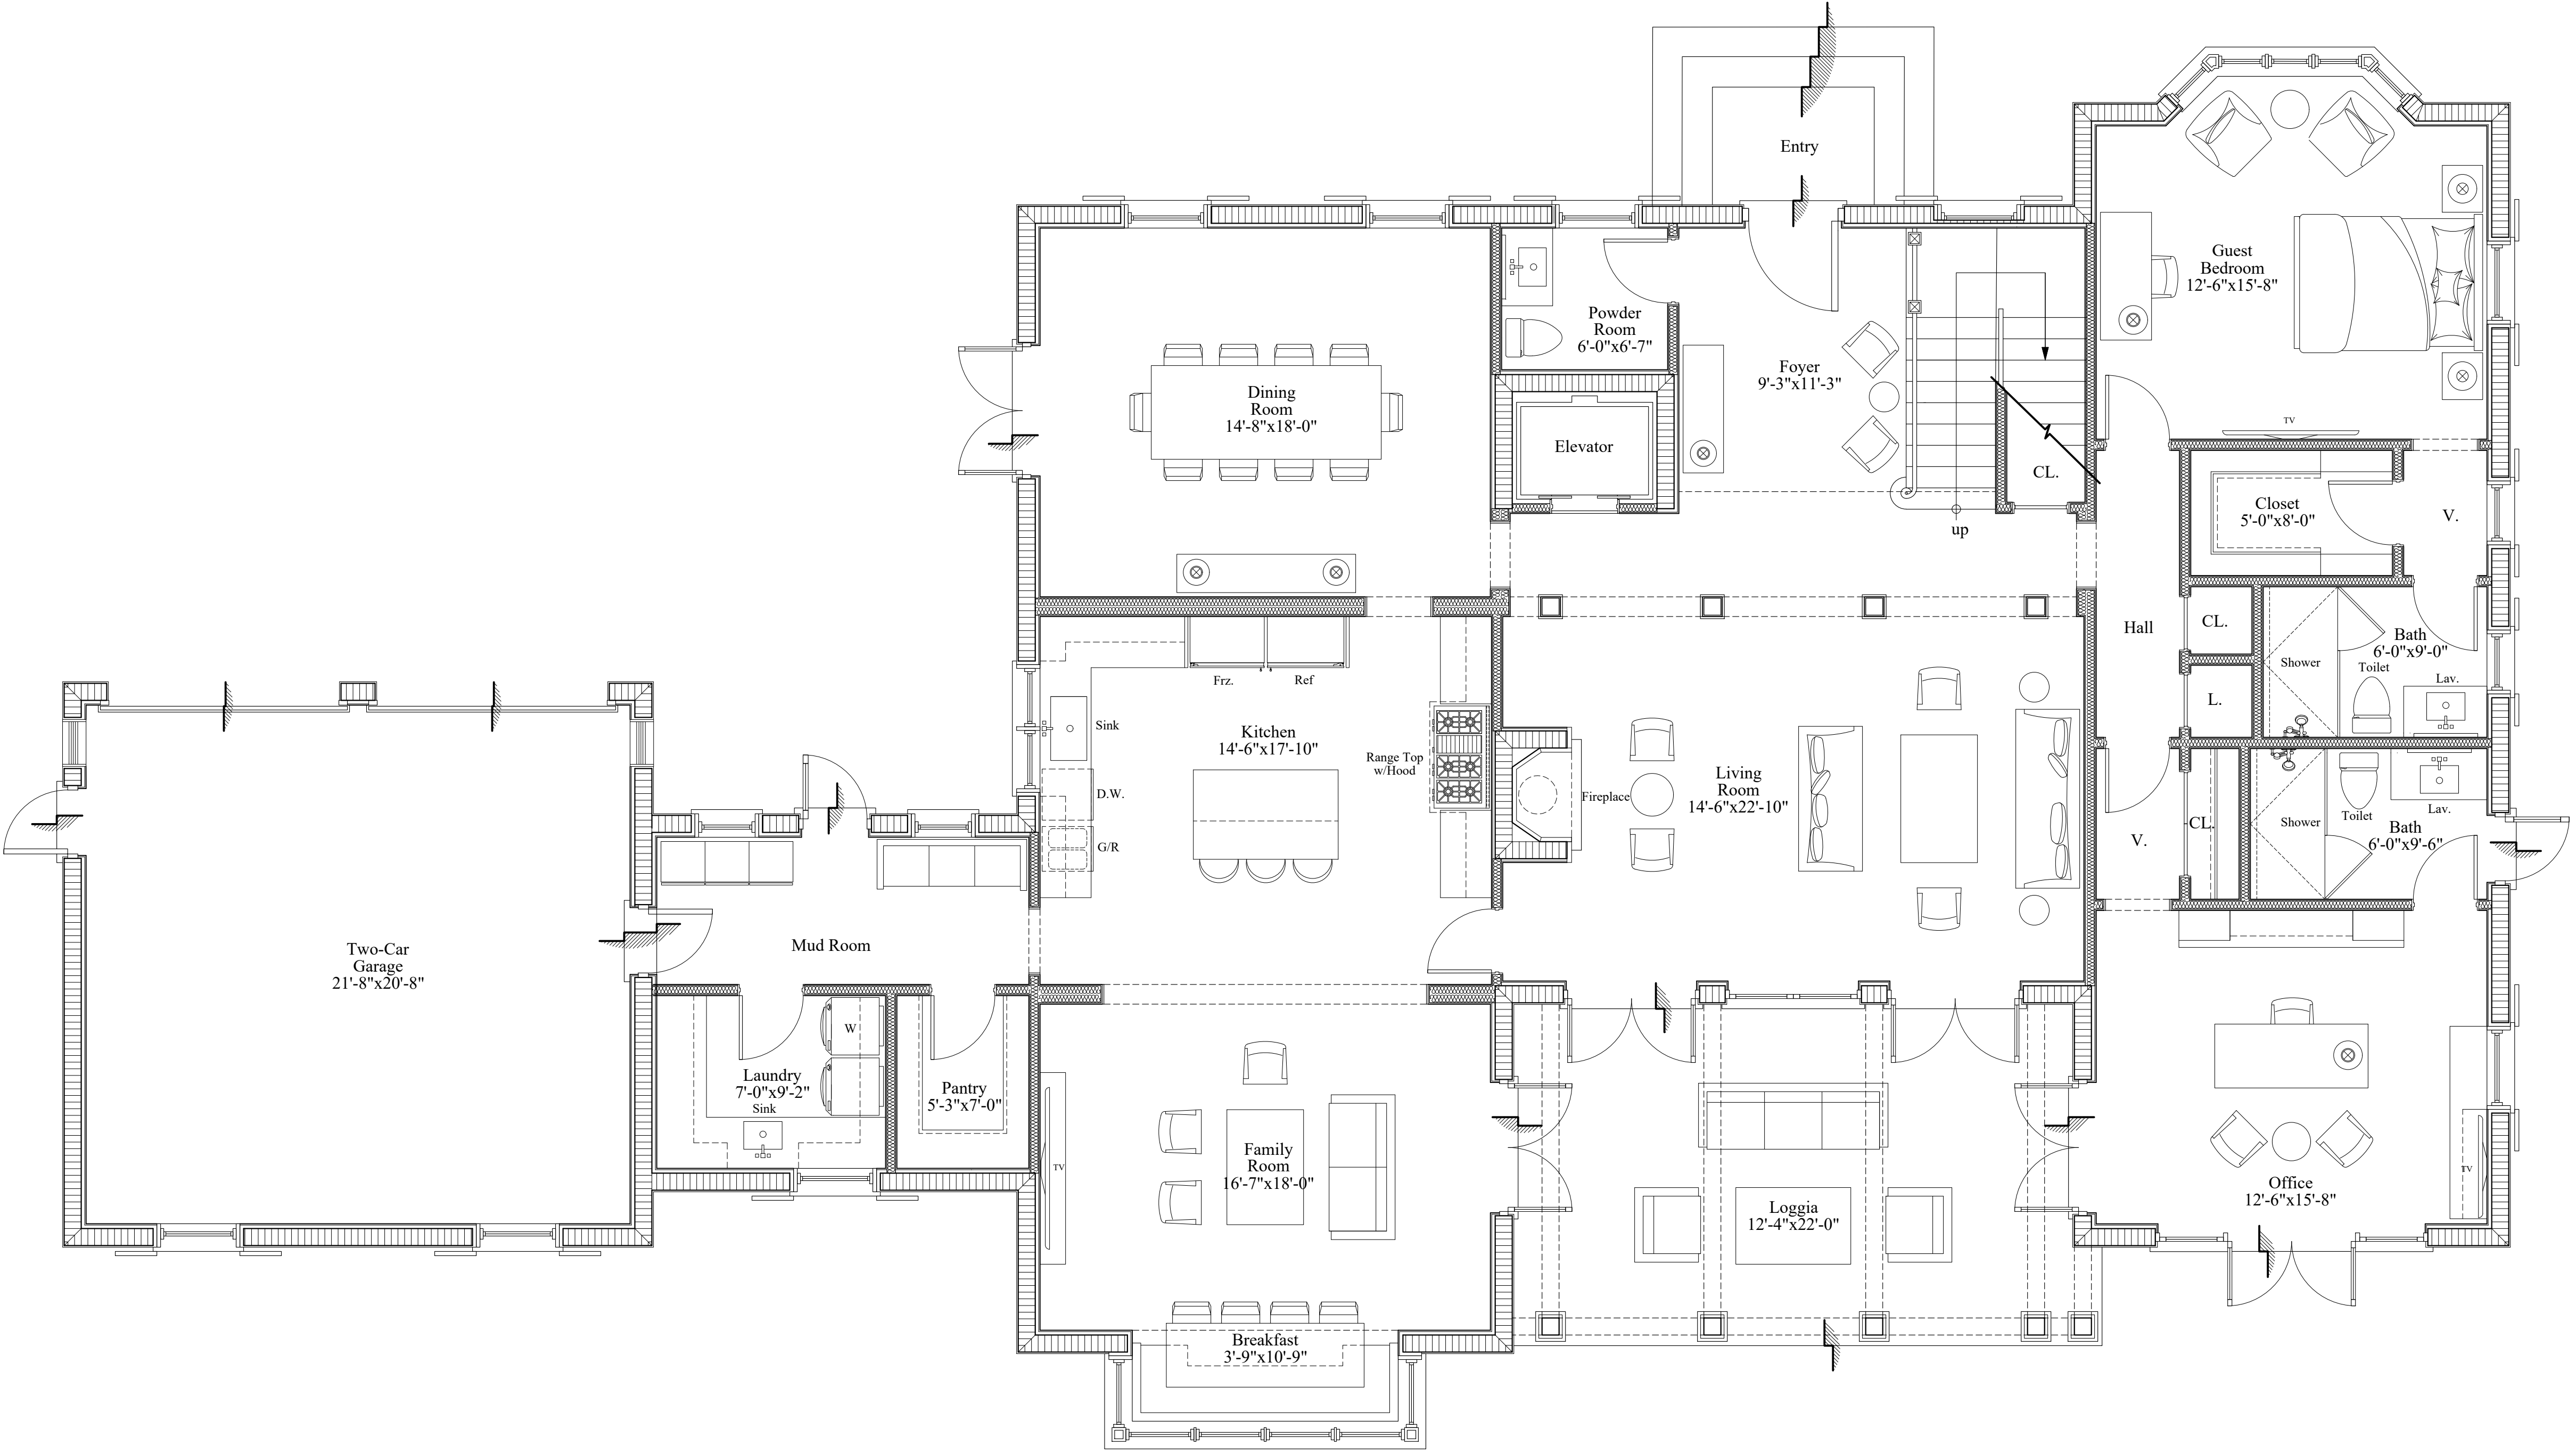 Entry
Guest
Bedroom
12'-6"x15'-8"
TV
Powder
Room
6'-0"x6'-7"
Foyer
9'-3"x11'-3"
Dining
Room
14'-8"x18'-0"
Elevator
CL.
up
Closet
5'-0"x8'-0"
V.
Hall
CL.
Bath
6'-0"x9'-0"
Shower
Toilet
Lav.
L.
Frz.
Ref
Sink
Kitchen
14'-6"x17'-10"
Range Top
w/Hood
D.W.
G/R
Fireplace
Living
Room
14'-6"x22'-10"
V.
CL.
Shower
Toilet
Lav.
Bath
6'-0"x9'-6"
Two-Car
Garage
21'-8"x20'-8"
Mud Room
W
Laundry
7'-0"x9'-2"
Sink
Pantry
5'-3"x7'-0"
TV
Family
Room
16'-7"x18'-0"
Loggia
12'-4"x22'-0"
Office
12'-6"x15'-8"
TV
Breakfast
3'-9"x10'-9"